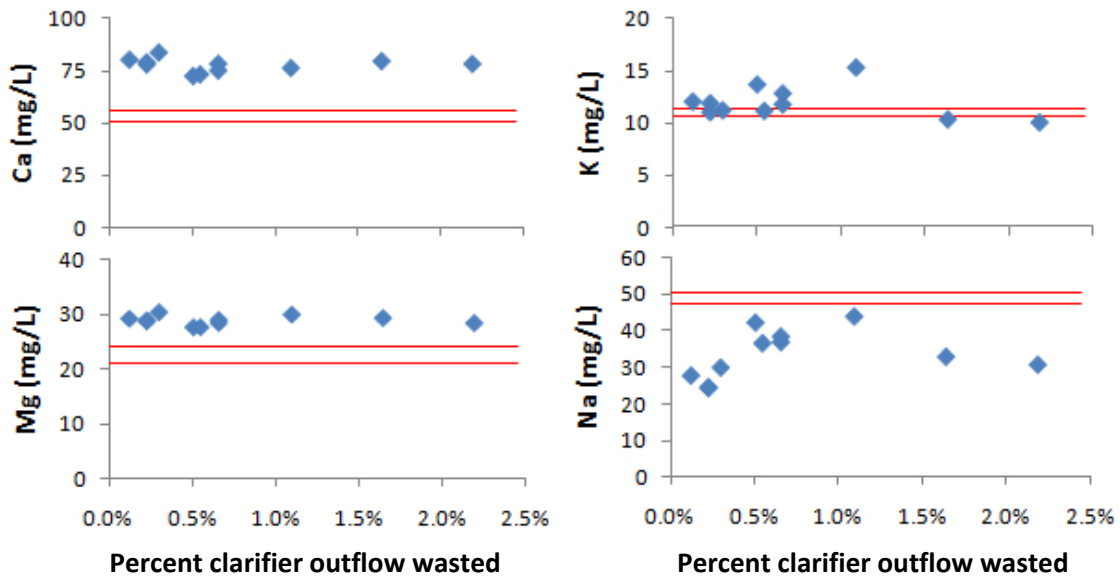 100
75
50
25
0
Ca (mg/L)
20
15
10
5
0
K (mg/L)
40
30
20
10
0
Mg (mg/L)
0.0% 0.5% 1.0% 1.5% 2.0% 2.5%
Percent clarifier outflow wasted
60
50
40
30
20
10
0
Na (mg/L)
0.0% 0.5% 1.0% 1.5% 2.0% 2.5%
Percent clarifier outflow wasted